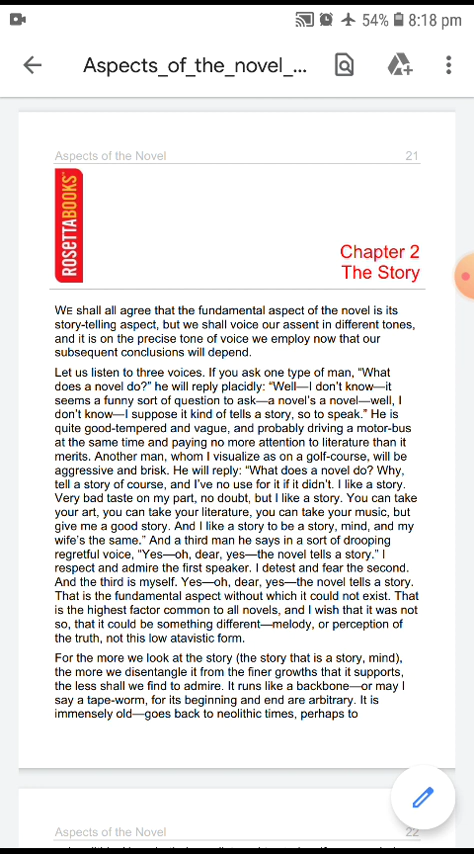 54% 8:18 pm
Aspects_of_the_novel_...
Aspects of the Novel 21
ROSETTABOOKS
Chapter 2
The Story
WE shall all agree that the fundamental aspect of the novel is its
story-telling aspect, but we shall voice our assent in different tones,
and it is on the precise tone of voice we employ now that our
subsequent conclusions will depend.
Let us listen to three voices. If you ask one type of man, “What
does a novel do?” he will reply placidly: “Well—I don’t know—it
seems a funny sort of question to ask—a novel’s a novel—well, I
don’t know—I suppose it kind of tells a story, so to speak.” He is
quite good-tempered and vague, and probably driving a motor-bus
at the same time and paying no more attention to literature than it
merits. Another man, whom I visualize as on a golf-course, will be
aggressive and brisk. He will reply: “What does a novel do? Why,
tell a story of course, and I’ve no use for it if it didn’t. I like a story.
Very bad taste on my part, no doubt, but I like a story. You can take
your art, you can take your literature, you can take your music, but
give me a good story. And I like a story to be a story, mind, and my
wife’s the same.” And a third man he says in a sort of drooping
regretful voice, “Yes—oh, dear, yes—the novel tells a story.” I
respect and admire the first speaker. I detest and fear the second.
And the third is myself. Yes—oh, dear, yes—the novel tells a story.
That is the fundamental aspect without which it could not exist. That
is the highest factor common to all novels, and I wish that it was not
so, that it could be something different—melody, or perception of
the truth, not this low atavistic form.
For the more we look at the story (the story that is a story, mind),
the more we disentangle it from the finer growths that it supports,
the less shall we find to admire. It runs like a backbone—or may I
say a tape-worm, for its beginning and end are arbitrary. It is
immensely old—goes back to neolithic times, perhaps to
Aspects of the Novel 22